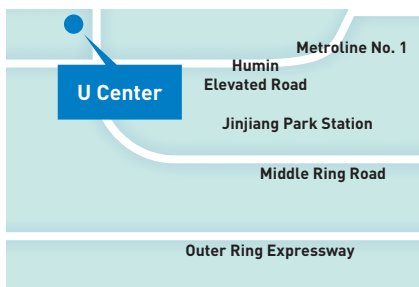 Metroline No. 1
Humin
Elevated Road
U Center
Jinjiang Park Station
Middle Ring Road
Outer Ring Expressway